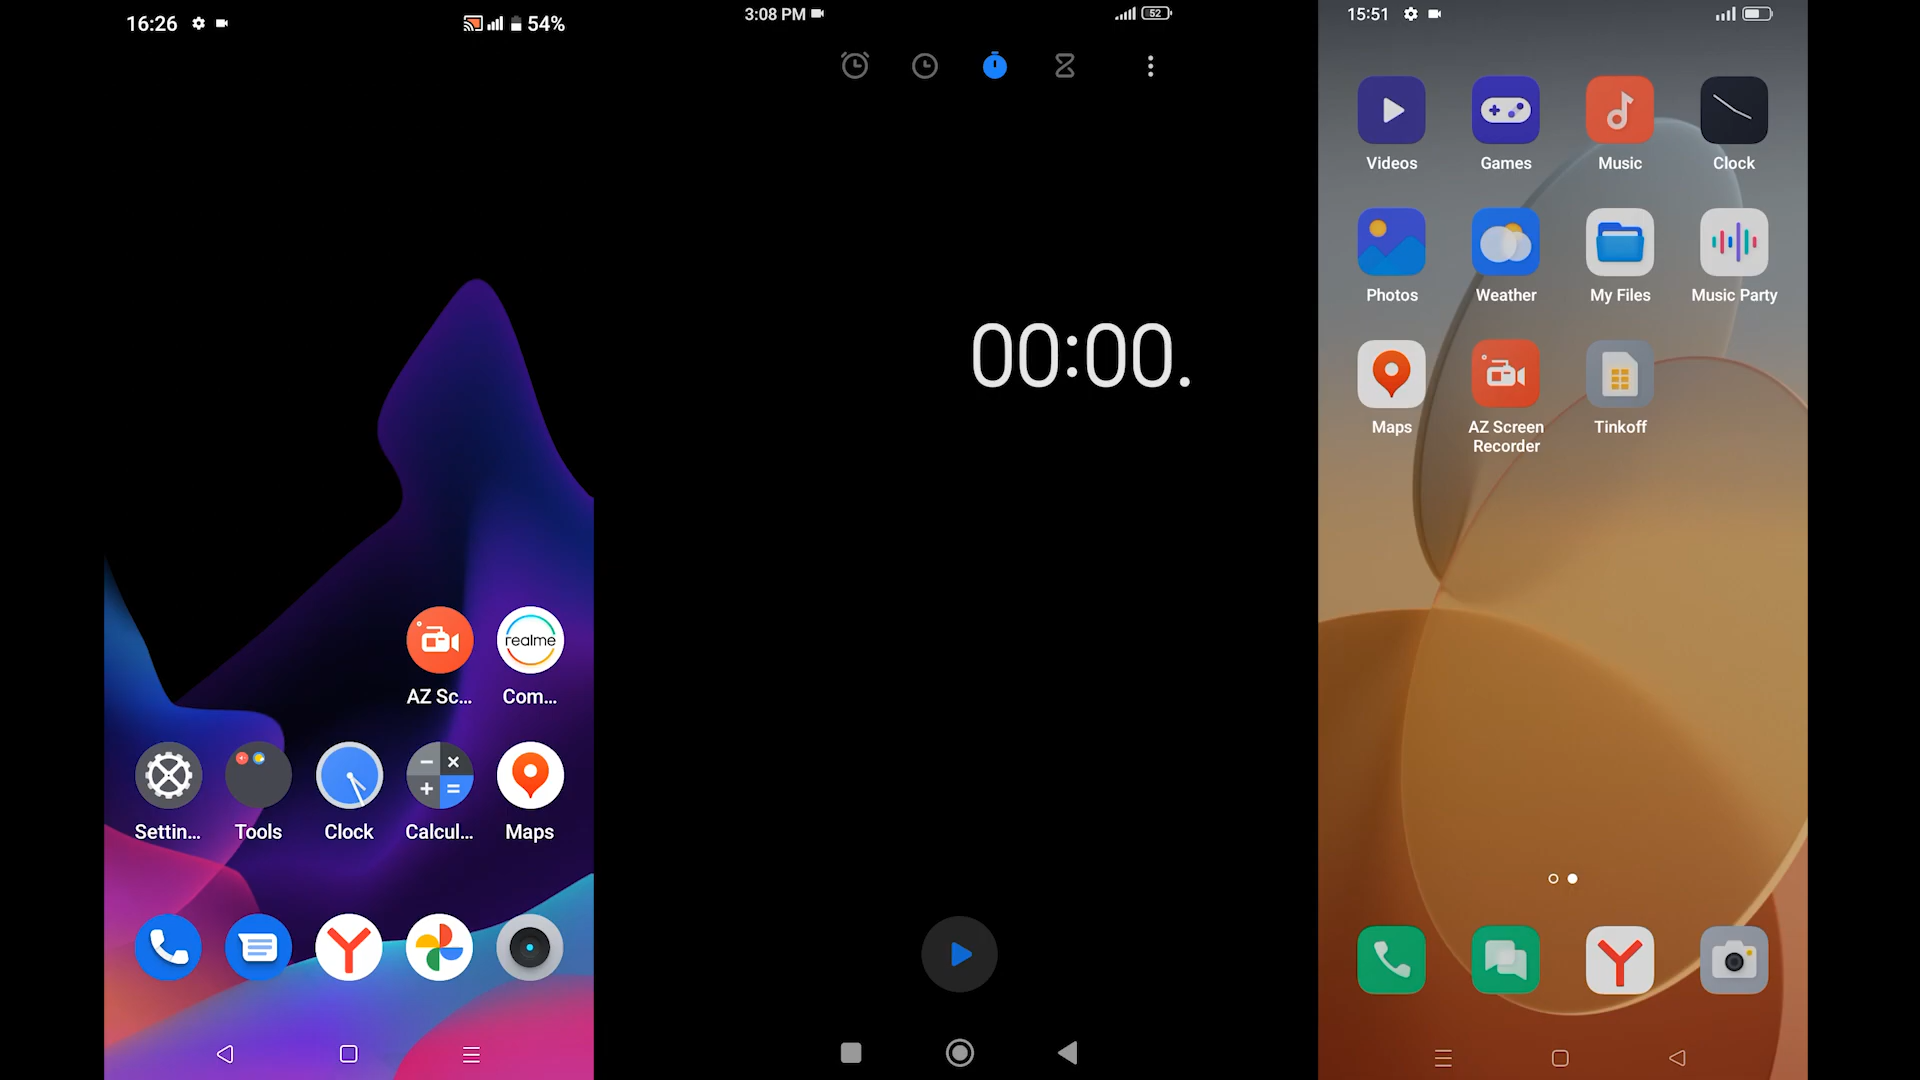 16:26
54%
realme
AZ Sc...
Com...
Settin...
Tools
Clock
Calcul...
Maps
3:08 PM
52
00:00.
15:51
Videos
Games
Music
Clock
Photos
Weather
My Files
Music Party
Maps
AZ Screen
Recorder
Tinkoff